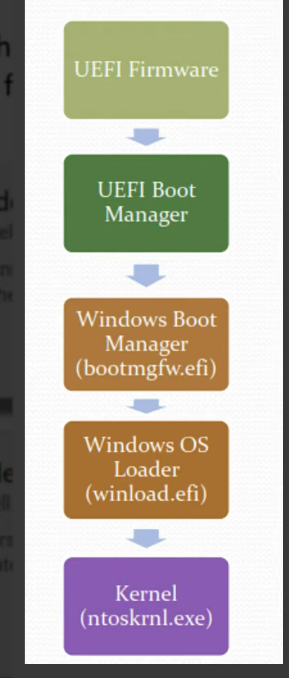 UEFI Firmware
UEFI Boot
Manager
Windows Boot
Manager
(bootmgfw.efi)
Windows OS
Loader
(winload.efi)
Kernel
(ntoskrnl.exe)